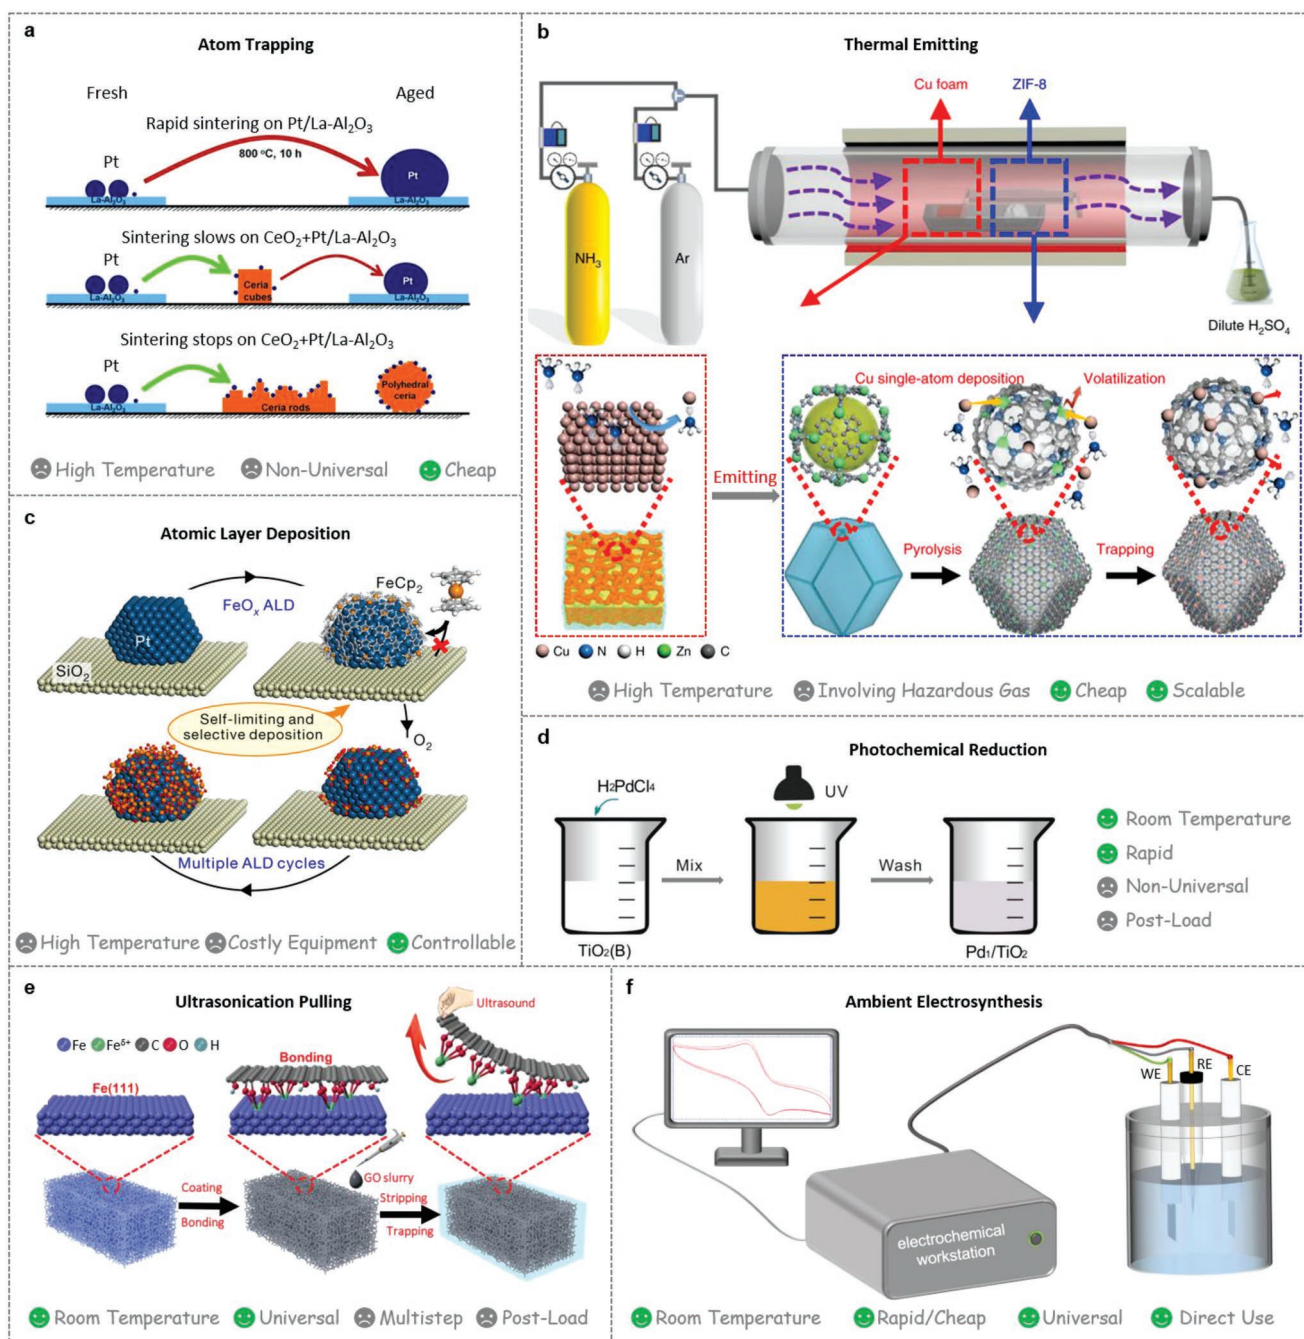 a
Atom Trapping
Fresh
Aged
Rapid sintering on Pt/La-Al₂O₃
800 °C, 10 h
Pt
Pt
La-Al₂O₃
La-Al₂O₃
Sintering slows on CeO₂+Pt/La-Al₂O₃
Pt
Ceria
cubes
Pt
La-Al₂O₃
La-Al₂O₃
Sintering stops on CeO₂+Pt/La-Al₂O₃
Pt
Polyhedral
ceria
La-Al₂O₃
Ceria rods
High Temperature
Non-Universal
Cheap
b
Thermal Emitting
Cu foam
ZIF-8
NH₃
Ar
Dilute H₂SO₄
Cu single-atom deposition
Volatilization
Emitting
Pyrolysis
Trapping
Cu N H Zn C
High Temperature
Involving Hazardous Gas
Cheap
Scalable
c
Atomic Layer Deposition
FeCp₂
FeOₓ ALD
Pt
SiO₂
Self-limiting and
selective deposition
O₂
Multiple ALD cycles
High Temperature
Costly Equipment
Controllable
d
Photochemical Reduction
H₂PdCl₄
UV
Mix
Wash
TiO₂(B)
Pd₁/TiO₂
Room Temperature
Rapid
Non-Universal
Post-Load
e
Ultrasonication Pulling
Ultrasound
Fe Feᵟ⁺ C O H
Bonding
Fe(111)
GO slurry
Coating
Bonding
Stripping
Trapping
Room Temperature
Universal
Multistep
Post-Load
f
Ambient Electrosynthesis
WE
RE
CE
electrochemical
workstation
Room Temperature
Rapid/Cheap
Universal
Direct Use